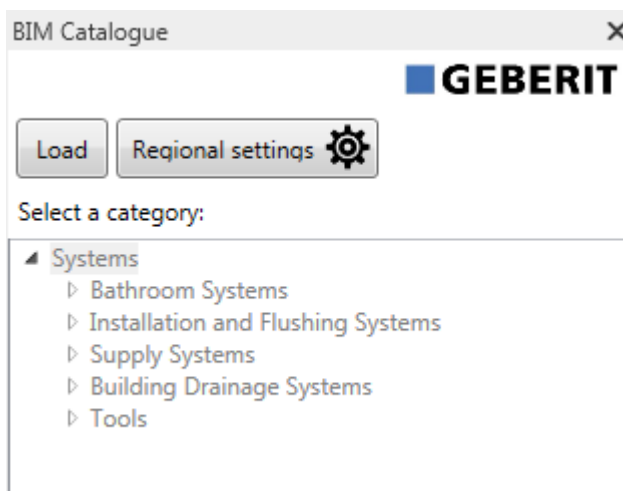 BIM Catalogue
GEBERIT
Load Regional settings
Select a category:
Systems
Bathroom Systems
Installation and Flushing Systems
Supply Systems
Building Drainage Systems
Tools